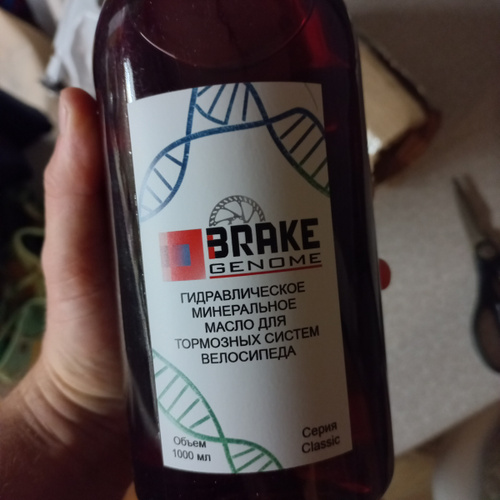 BRAKE
GENOME
ГИДРАВЛИЧЕСКОЕ
МИНЕРАЛЬНОЕ
МАСЛО ДЛЯ
ТОРМОЗНЫХ СИСТЕМ
ВЕЛОСИПЕДА
Объем
1000 мл
Серия
Classic